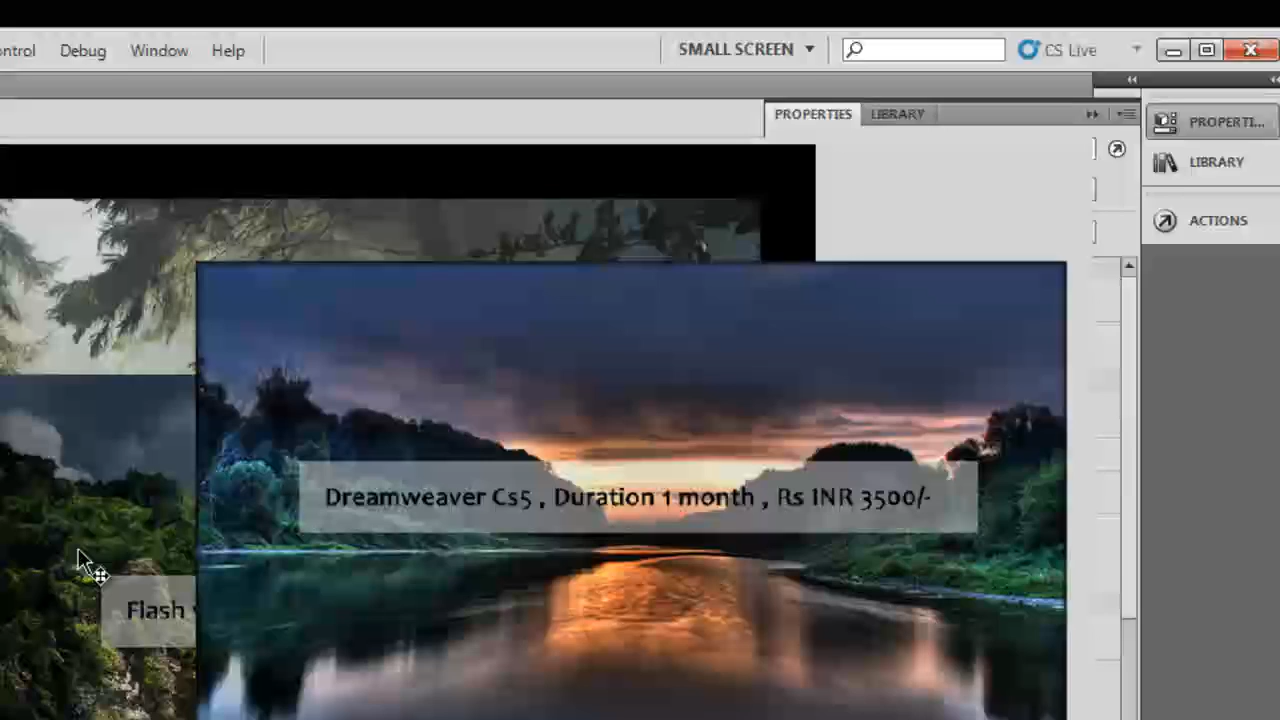 ontrol Debug Window Help SMALL SCREEN CS Live
PROPERTIES LIBRARY
PROPERTI...
LIBRARY
ACTIONS
Dreamweaver Cs5 , Duration 1 month , Rs INR 3500/-
Flash